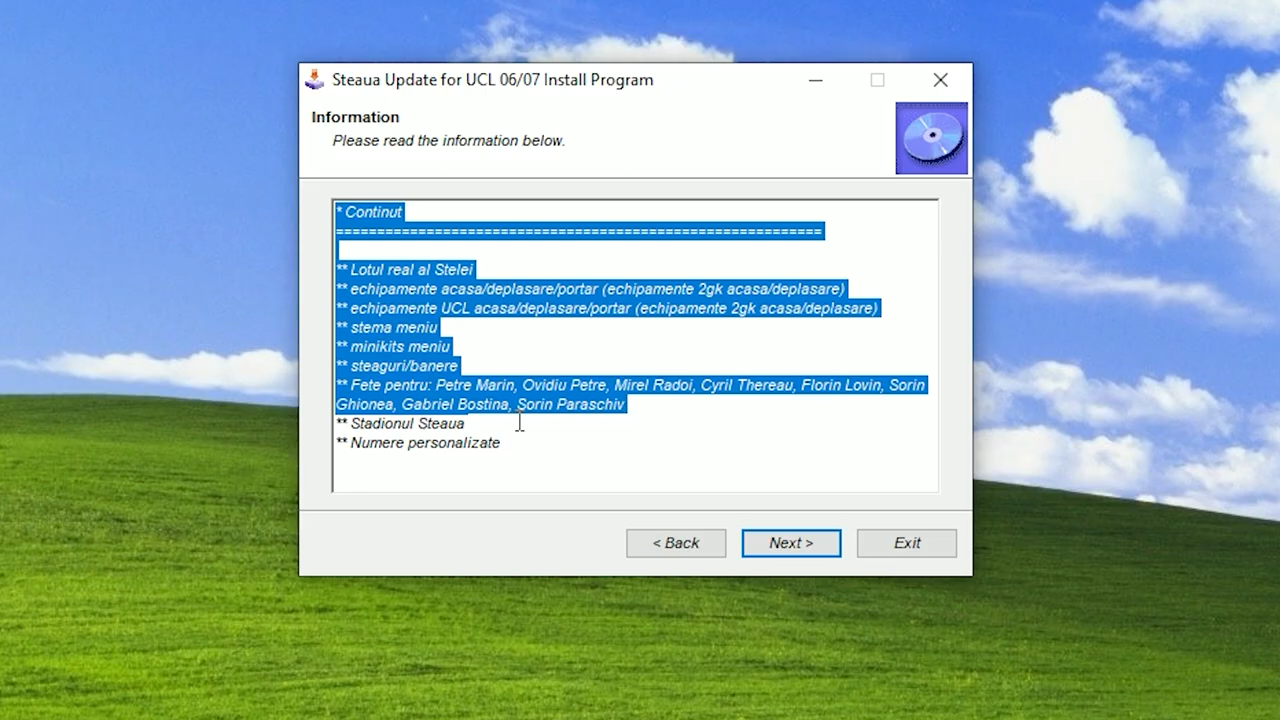 Steaua Update for UCL 06/07 Install Program
Information
Please read the information below.
* Continut
===========================================================
** Lotul real al Stelei
** echipamente acasa/deplasare/portar (echipamente 2gk acasa/deplasare)
** echipamente UCL acasa/deplasare/portar (echipamente 2gk acasa/deplasare)
** stema meniu
** minikits meniu
** steaguri/banere
** Fete pentru: Petre Marin, Ovidiu Petre, Mirel Radoi, Cyril Thereau, Florin Lovin, Sorin
Ghionea, Gabriel Bostina, Sorin Paraschiv
** Stadionul Steaua
** Numere personalizate
< Back
Next >
Exit